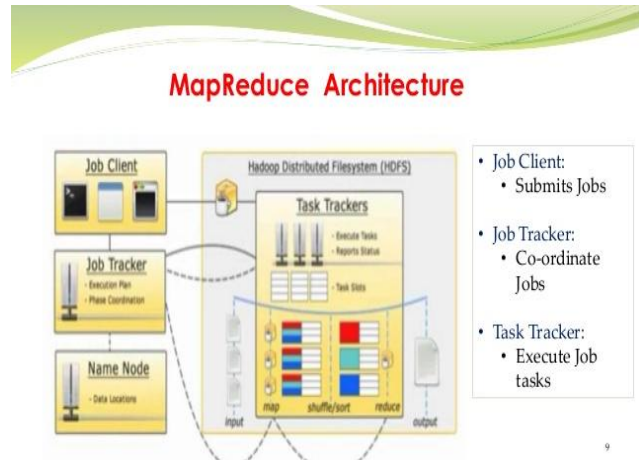 MapReduce Architecture
Job Client
Job Tracker
- Execution Plan
- Phase Coordination
Name Node
- Data Locations
Hadoop Distributed Filesystem (HDFS)
Task Trackers
- Execute Tasks
- Reports Status
- Task Slots
input
map
shuffle/sort
reduce
output
• Job Client:
• Submits Jobs
• Job Tracker:
• Co-ordinate
Jobs
• Task Tracker:
• Execute Job
tasks
9